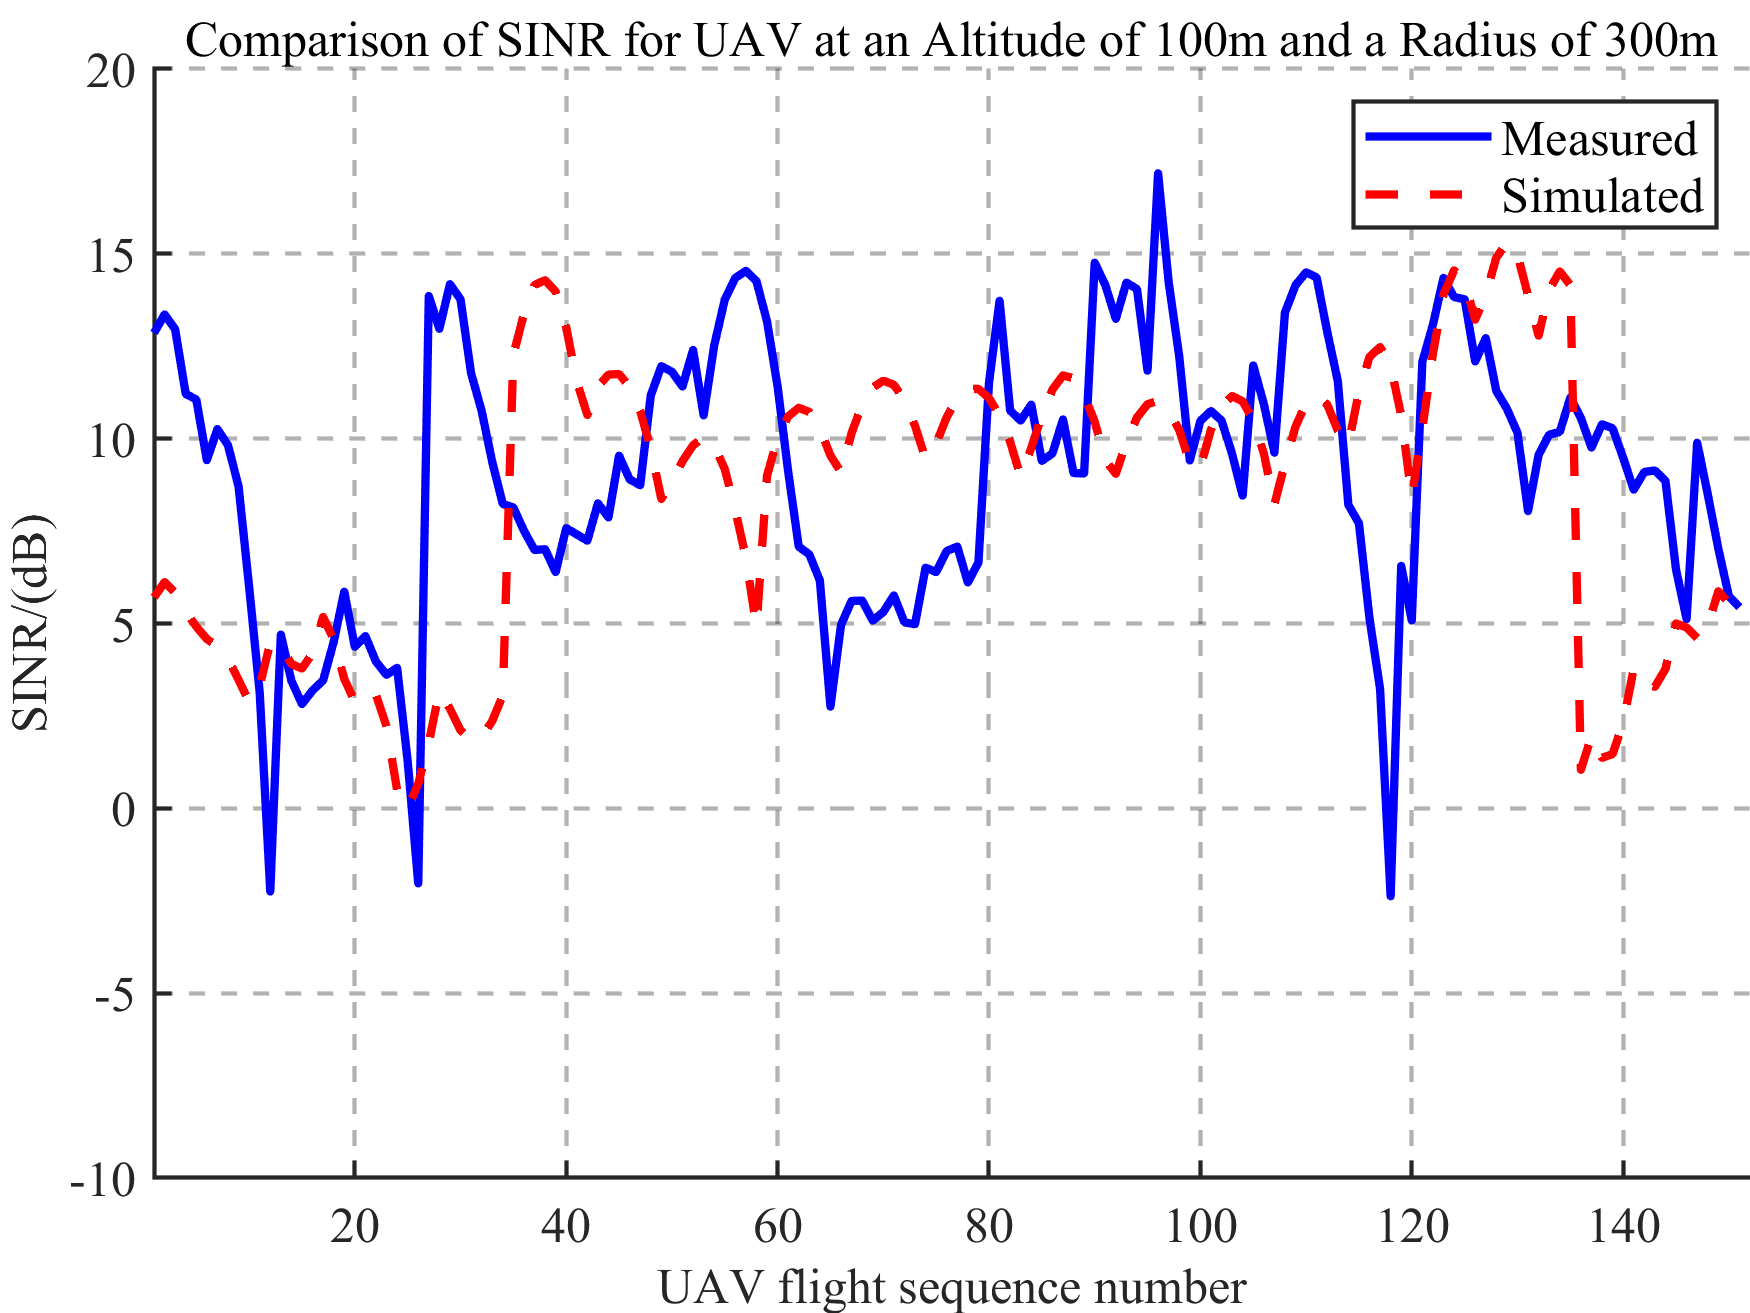 Comparison of SINR for UAV at an Altitude of 100m and a Radius of 300m
20
Measured
Simulated
15
10
5
0
-5
-10
SINR/(dB)
20 40 60 80 100 120 140
UAV flight sequence number